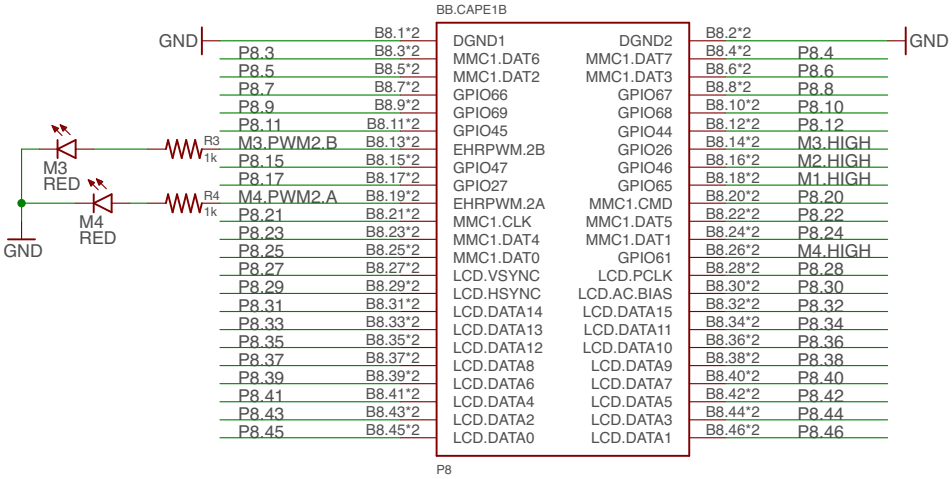 BB.CAPE1B
GND B8.1*2 DGND1 DGND2 B8.2*2 GND
P8.3 B8.3*2 MMC1.DAT6 MMC1.DAT7 B8.4*2 P8.4
P8.5 B8.5*2 MMC1.DAT2 MMC1.DAT3 B8.6*2 P8.6
P8.7 B8.7*2 GPIO66 GPIO67 B8.8*2 P8.8
P8.9 B8.9*2 GPIO69 GPIO68 B8.10*2 P8.10
P8.11 B8.11*2 GPIO45 GPIO44 B8.12*2 P8.12
R3 M3.PWM2.B B8.13*2 EHRPWM.2B GPIO26 B8.14*2 M3.HIGH
M3 1k P8.15 B8.15*2 GPIO47 GPIO46 B8.16*2 M2.HIGH
RED P8.17 B8.17*2 GPIO27 GPIO65 B8.18*2 M1.HIGH
R4 M4.PWM2.A B8.19*2 EHRPWM.2A MMC1.CMD B8.20*2 P8.20
M4 1k P8.21 B8.21*2 MMC1.CLK MMC1.DAT5 B8.22*2 P8.22
RED P8.23 B8.23*2 MMC1.DAT4 MMC1.DAT1 B8.24*2 P8.24
GND P8.25 B8.25*2 MMC1.DAT0 GPIO61 B8.26*2 M4.HIGH
P8.27 B8.27*2 LCD.VSYNC LCD.PCLK B8.28*2 P8.28
P8.29 B8.29*2 LCD.HSYNC LCD.AC.BIAS B8.30*2 P8.30
P8.31 B8.31*2 LCD.DATA14 LCD.DATA15 B8.32*2 P8.32
P8.33 B8.33*2 LCD.DATA13 LCD.DATA11 B8.34*2 P8.34
P8.35 B8.35*2 LCD.DATA12 LCD.DATA10 B8.36*2 P8.36
P8.37 B8.37*2 LCD.DATA8 LCD.DATA9 B8.38*2 P8.38
P8.39 B8.39*2 LCD.DATA6 LCD.DATA7 B8.40*2 P8.40
P8.41 B8.41*2 LCD.DATA4 LCD.DATA5 B8.42*2 P8.42
P8.43 B8.43*2 LCD.DATA2 LCD.DATA3 B8.44*2 P8.44
P8.45 B8.45*2 LCD.DATA0 LCD.DATA1 B8.46*2 P8.46
P8